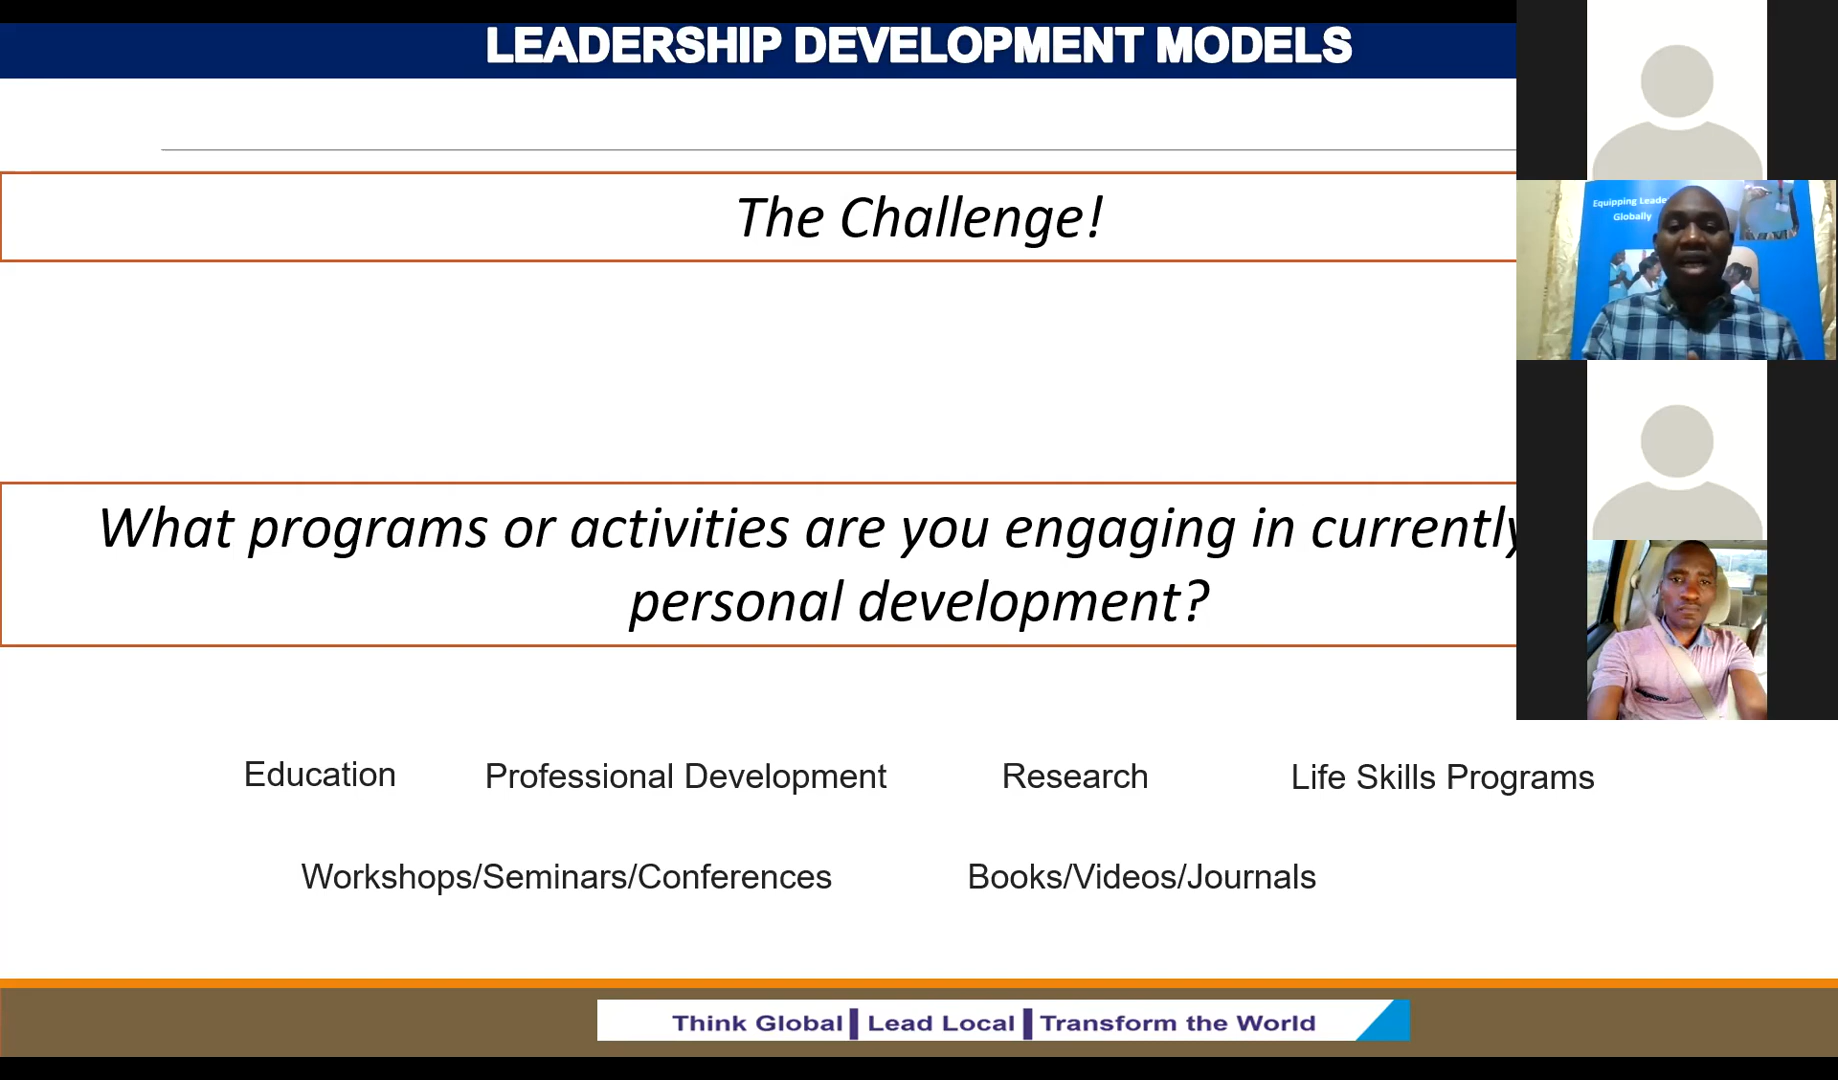 LEADERSHIP DEVELOPMENT MODELS
The Challenge!
Equipping Leade
Globally
What programs or activities are you engaging in currently
personal development?
Education Professional Development Research Life Skills Programs
Workshops/Seminars/Conferences Books/Videos/Journals
Think Global Lead Local Transform the World